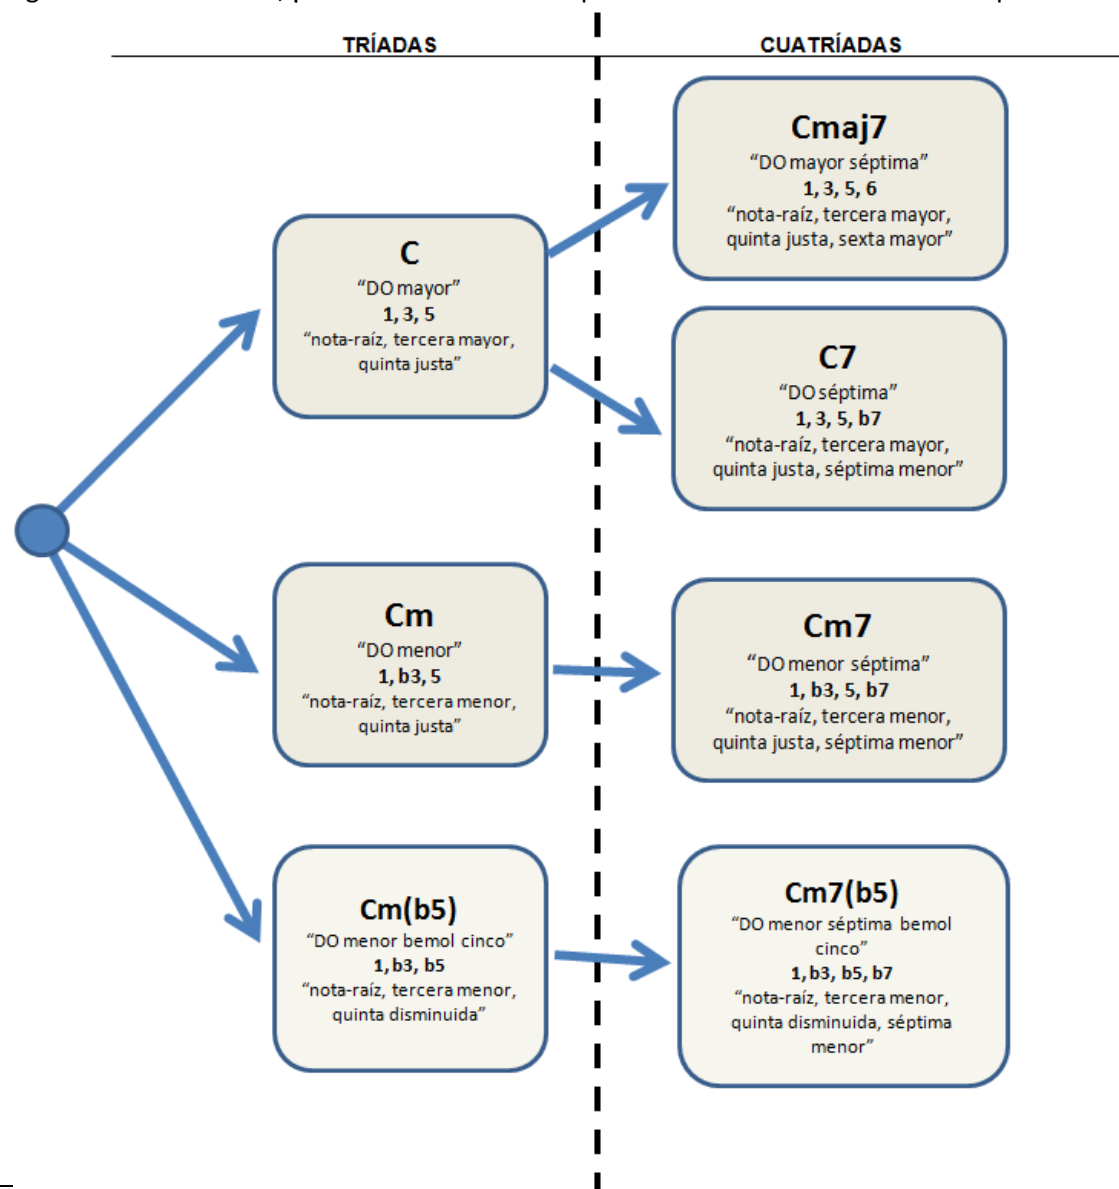 TRÍADAS
CUATRÍADAS
Cmaj7
“DO mayor séptima”
1, 3, 5, 6
“nota-raíz, tercera mayor,
quinta justa, sexta mayor”
C
“DO mayor”
1, 3, 5
“nota-raíz, tercera mayor,
quinta justa”
C7
“DO séptima”
1, 3, 5, b7
“nota-raíz, tercera mayor,
quinta justa, séptima menor”
Cm
“DO menor”
1, b3, 5
“nota-raíz, tercera menor,
quinta justa”
Cm7
“DO menor séptima”
1, b3, 5, b7
“nota-raíz, tercera menor,
quinta justa, séptima menor”
Cm(b5)
“DO menor bemol cinco”
1, b3, b5
“nota-raíz, tercera menor,
quinta disminuida”
Cm7(b5)
“DO menor séptima bemol
cinco”
1, b3, b5, b7
“nota-raíz, tercera menor,
quinta disminuida, séptima
menor”